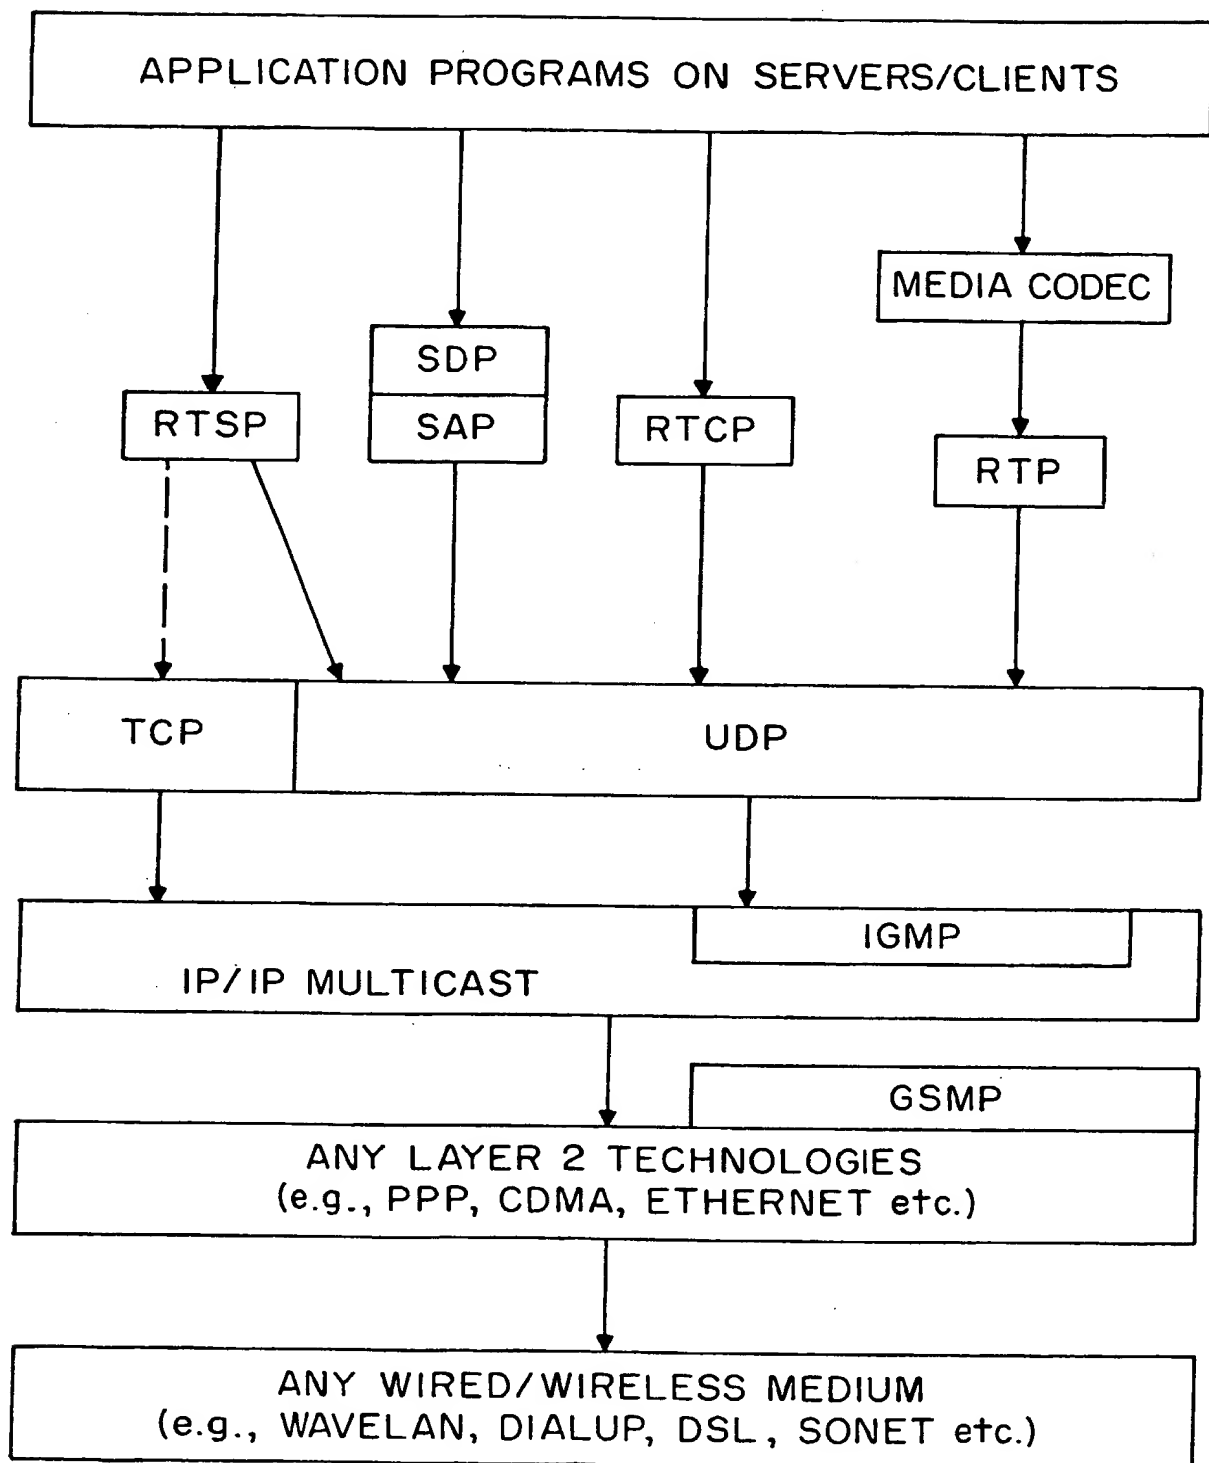 APPLICATION PROGRAMS ON SERVERS/CLIENTS
MEDIA CODEC
SDP
RTSP
SAP
RTCP
RTP
TCP
UDP
IGMP
IP/IP MULTICAST
GSMP
ANY LAYER 2 TECHNOLOGIES
(e.g., PPP, CDMA, ETHERNET etc.)
ANY WIRED/WIRELESS MEDIUM
(e.g., WAVELAN, DIALUP, DSL, SONET etc.)